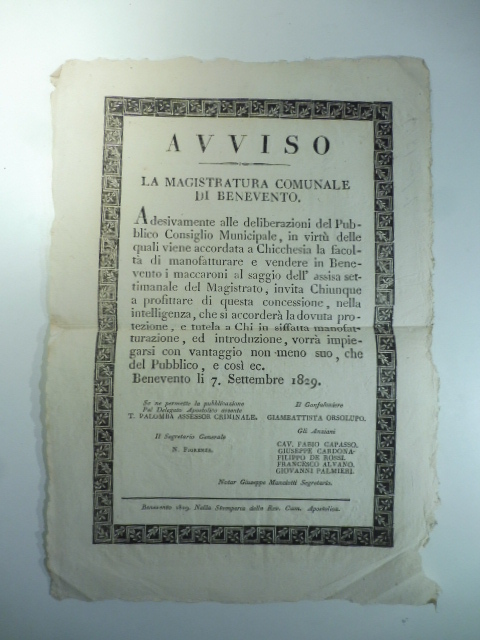 AVVISO
LA MAGISTRATURA COMUNALE
DI BENEVENTO.
Adesivamente alle deliberazioni del Pub-
blico Consiglio Municipale, in virtù delle
quali viene accordata a Chicchesia la facol-
tà di manofatturare e vendere in Bene-
vento i maccaroni al saggio dell' assisa set-
timanale del Magistrato, invita Chiunque
a profittare di questa concessione, nella
intelligenza, che si accorderà la dovuta pro-
tezione, e tutela a Chi in siffatta manofat-
turazione, ed introduzione, vorrà impie-
garsi con vantaggio non meno suo, che
del Pubblico, e così ec.
Benevento li 7. Settembre 1829.
Se ne permette la pubblicazione
Pel Delegato Apostolico assente
T. PALOMBA ASSESSOR CRIMINALE.
Il Segretario Generale
N.
Il Gonfaloniere
GIAMBATTISTA ORSOLUPO.
Gli Anziani
CAV. FABIO CAPASSO.
GIUSEPPE CARDONA
FILIPPO DE ROSSI.
FRANCESCO ALVANO.
GIOVANNI PALMIERI.
Notar Giuseppe Segretario.
Benevento 1829. Nella Stamperia della Rev. Cam. Apostolica.